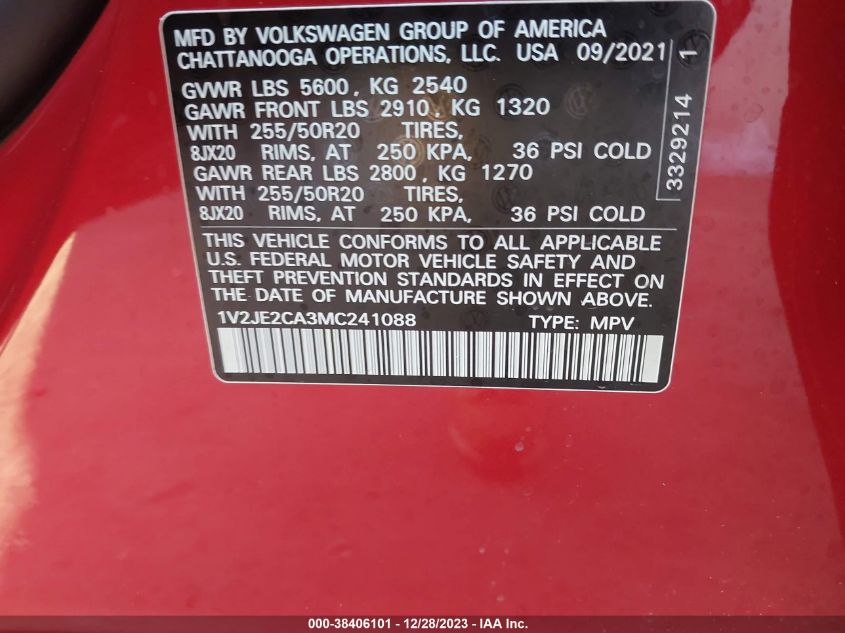 MFD BY VOLKSWAGEN GROUP OF AMERICA
CHATTANOOGA OPERATIONS, LLC. USA 09/2021 1
GVWR LBS 5600, KG 2540
GAWR FRONT LBS 2910, KG 1320
WITH 255/50R20 TIRES,
8JX20 RIMS, AT 250 KPA, 36 PSI COLD
GAWR REAR LBS 2800, KG 1270
WITH 255/50R20 TIRES,
8JX20 RIMS, AT 250 KPA, 36 PSI COLD
3329214
THIS VEHICLE CONFORMS TO ALL APPLICABLE
U.S. FEDERAL MOTOR VEHICLE SAFETY AND
THEFT PREVENTION STANDARDS IN EFFECT ON
THE DATE OF MANUFACTURE SHOWN ABOVE.
1V2JE2CA3MC241088 TYPE: MPV
000-38406101 - 12/28/2023 - IAA Inc.